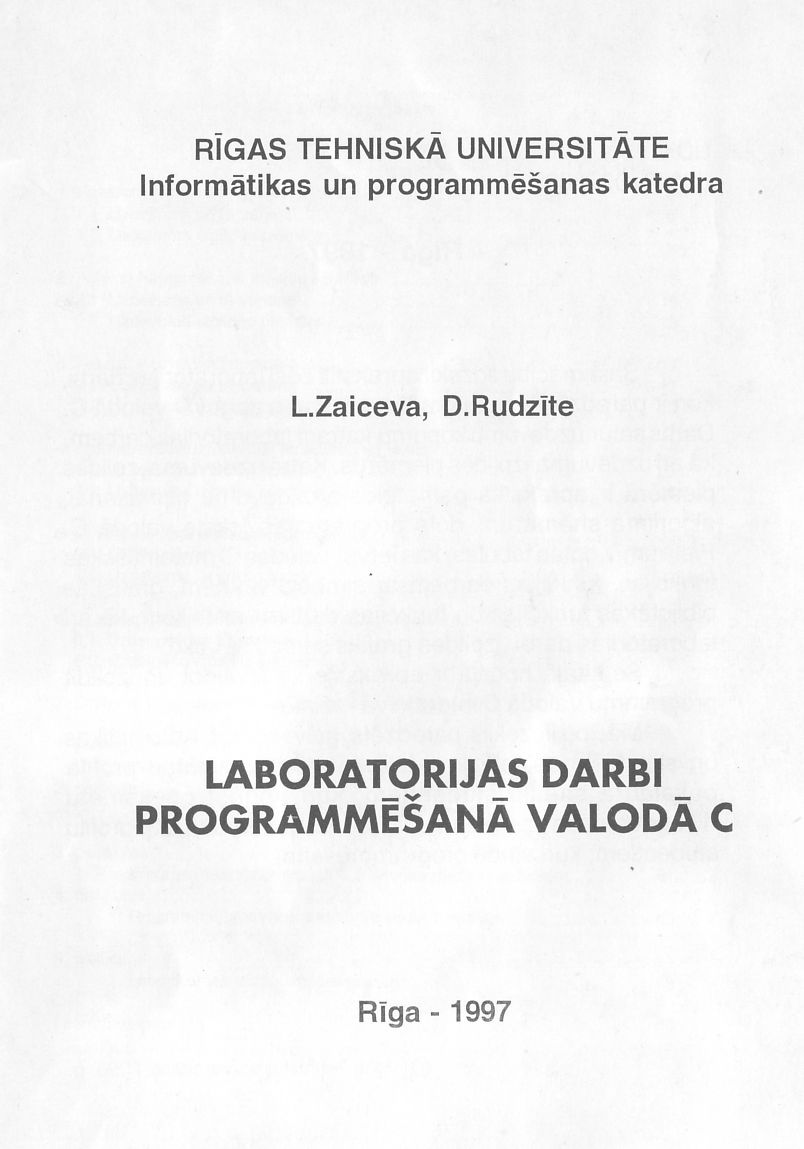 RĪGAS TEHNISKĀ UNIVERSITĀTE
Informātikas un programmēšanas katedra
L.Zaiceva, D.Rudzīte
LABORATORIJAS DARBI
PROGRAMMĒŠANĀ VALODĀ C
Rīga - 1997